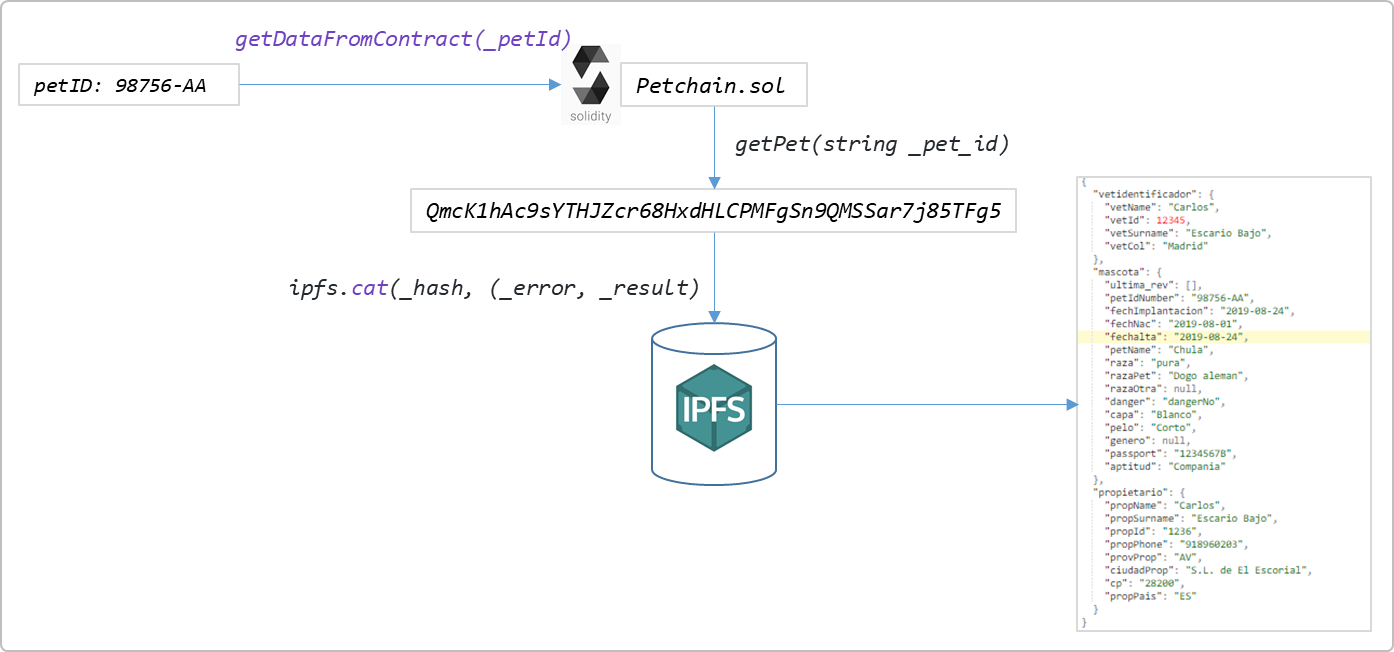 getDataFromContract(_petId)
petID: 98756-AA
solidity
Petchain.sol
getPet(string _pet_id)
QmcK1hAc9sYTHJZcr68HxdHLCPMFgSn9QMSSar7j85TFg5
ipfs.cat(_hash, (_error, _result)
IPFS
{
"vetidentificador": {
"vetName": "Carlos",
"vetId": 12345,
"vetSurname": "Escario Bajo",
"vetCol": "Madrid"
},
"mascota": {
"ultima_rev": [],
"petIdNumber": "98756-AA",
"fechImplantacion": "2019-08-24",
"fechNac": "2019-08-01",
"fechalta": "2019-08-24",
"petName": "Chula",
"raza": "pura",
"razaPet": "Dogo aleman",
"razaOtra": null,
"danger": "dangerNo",
"capa": "Blanco",
"pelo": "Corto",
"genero": null,
"passport": "12345678",
"aptitud": "Compania"
},
"propietario": {
"propName": "Carlos",
"propSurname": "Escario Bajo",
"propId": "1236",
"propPhone": "918960203",
"provProp": "AV",
"ciudadProp": "S.L. de El Escorial",
"cp": "28200",
"propPais": "ES"
}
}